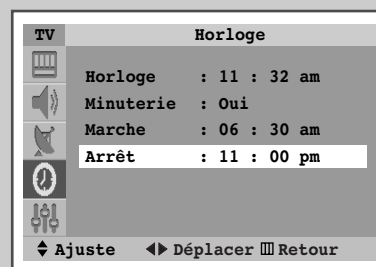 TV Horloge
Horloge : 11 : 32 am
Minuterie : Oui
Marche : 06 : 30 am
Arrêt : 11 : 00 pm
Ajuste Déplacer Retour